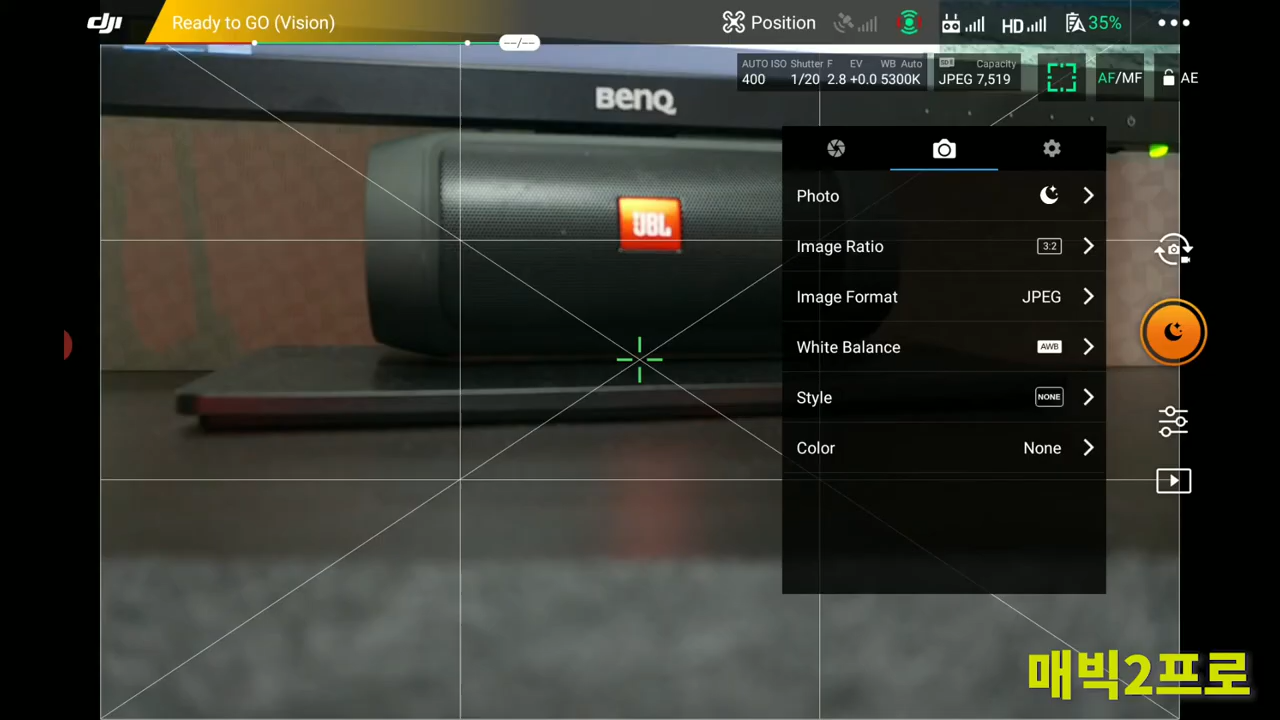 dji Ready to GO (Vision) Position HD 35%
--/--
AUTO ISO Shutter F EV WB Auto Capacity
400 1/20 2.8 +0.0 5300K JPEG 7,519 AF/MF AE
BenQ
JBL
Photo
Image Ratio 3:2
Image Format JPEG
White Balance AWB
Style NONE
Color None
매빅2프로